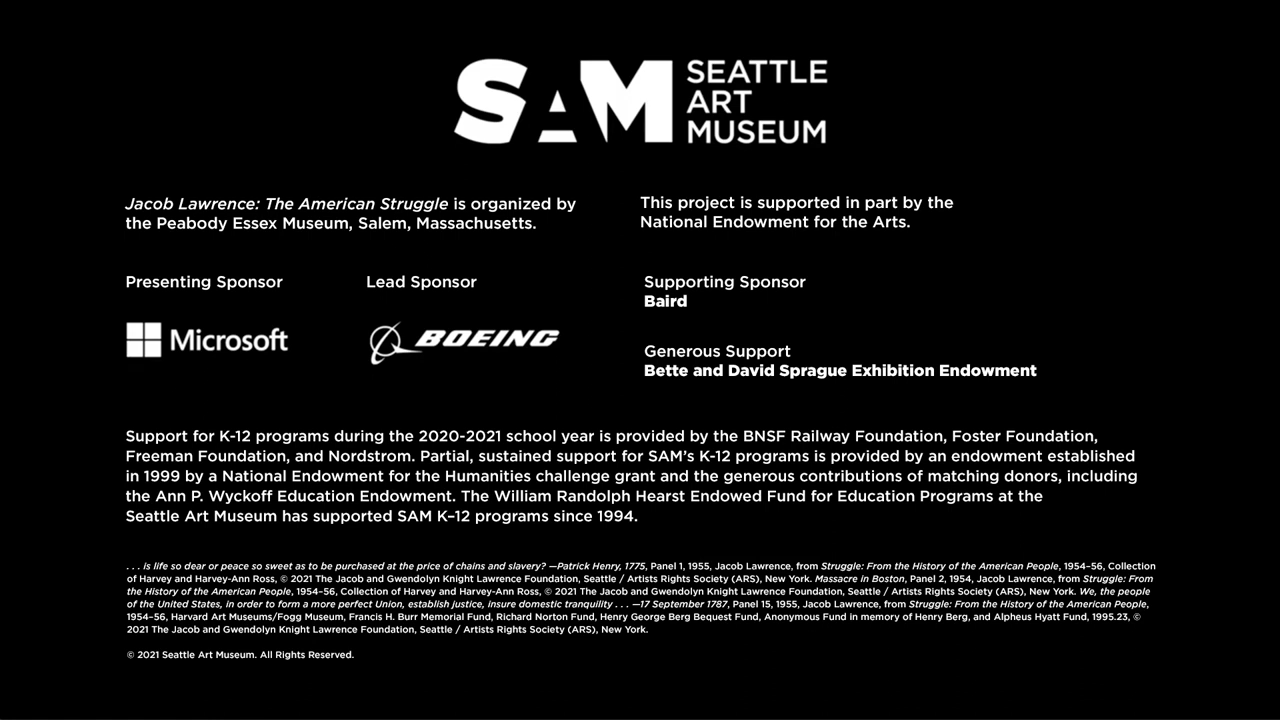 SAM SEATTLE
ART
MUSEUM
Jacob Lawrence: The American Struggle is organized by
the Peabody Essex Museum, Salem, Massachusetts.
This project is supported in part by the
National Endowment for the Arts.
Presenting Sponsor
Microsoft
Lead Sponsor
BOEING
Supporting Sponsor
Baird
Generous Support
Bette and David Sprague Exhibition Endowment
Support for K-12 programs during the 2020-2021 school year is provided by the BNSF Railway Foundation, Foster Foundation,
Freeman Foundation, and Nordstrom. Partial, sustained support for SAM's K-12 programs is provided by an endowment established
in 1999 by a National Endowment for the Humanities challenge grant and the generous contributions of matching donors, including
the Ann P. Wyckoff Education Endowment. The William Randolph Hearst Endowed Fund for Education Programs at the
Seattle Art Museum has supported SAM K–12 programs since 1994.
. . . is life so dear or peace so sweet as to be purchased at the price of chains and slavery? —Patrick Henry, 1775, Panel 1, 1955, Jacob Lawrence, from Struggle: From the History of the American People, 1954–56, Collection
of Harvey and Harvey-Ann Ross, © 2021 The Jacob and Gwendolyn Knight Lawrence Foundation, Seattle / Artists Rights Society (ARS), New York. Massacre in Boston, Panel 2, 1954, Jacob Lawrence, from Struggle: From
the History of the American People, 1954–56, Collection of Harvey and Harvey-Ann Ross, © 2021 The Jacob and Gwendolyn Knight Lawrence Foundation, Seattle / Artists Rights Society (ARS), New York. We, the people
of the United States, in order to form a more perfect Union, establish justice, insure domestic tranquility . . . —17 September 1787, Panel 15, 1955, Jacob Lawrence, from Struggle: From the History of the American People,
1954–56, Harvard Art Museums/Fogg Museum, Francis H. Burr Memorial Fund, Richard Norton Fund, Henry George Berg Bequest Fund, Anonymous Fund in memory of Henry Berg, and Alpheus Hyatt Fund, 1995.23, ©
2021 The Jacob and Gwendolyn Knight Lawrence Foundation, Seattle / Artists Rights Society (ARS), New York.
© 2021 Seattle Art Museum. All Rights Reserved.